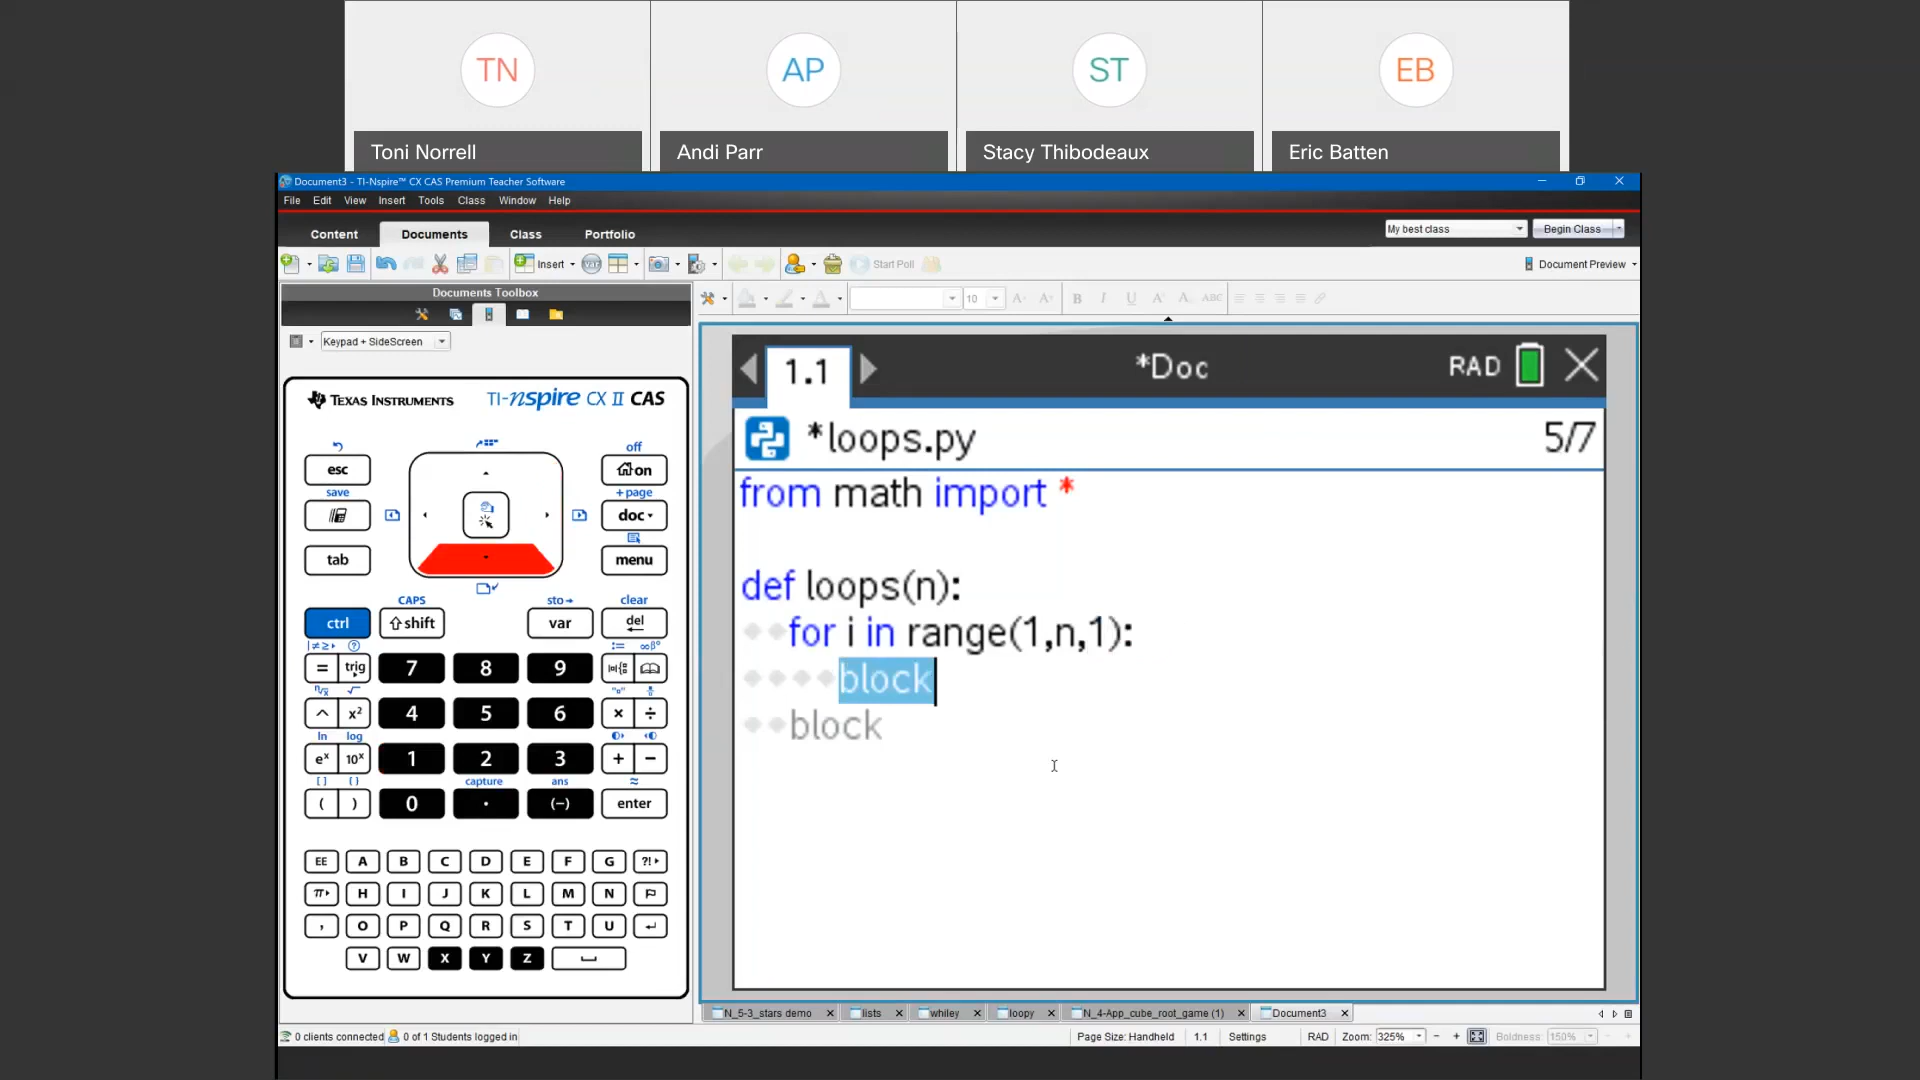 TN
AP
ST
EB
Toni Norrell
Andi Parr
Stacy Thibodeaux
Eric Batten
Document3 - TI-Nspire™ CX CAS Premium Teacher Software
File Edit View Insert Tools Class Window Help
Content Documents Class Portfolio
My best class
Begin Class
Insert
Start Poll
Document Preview
Documents Toolbox
10
B I U ABC
Keypad + SideScreen
TEXAS INSTRUMENTS TI-nspire CX II CAS
off
esc
on
save
+ page
doc
tab
menu
CAPS sto→ clear
ctrl shift var del
= trig 7 8 9
^ x² 4 5 6 × ÷
ln log
eˣ 10ˣ 1 2 3 + −
[ ] { } capture ans ≈
( ) 0 . (−) enter
EE A B C D E F G ?!▸
π▸ H I J K L M N
, O P Q R S T U
V W X Y Z
1.1
*Doc
RAD
*loops.py 5/7
from math import *
def loops(n):
for i in range(1,n,1):
block
block
N_5-3_stars demo
lists
whiley
loopy
N_4-App_cube_root_game (1)
Document3
0 clients connected
0 of 1 Students logged in
Page Size: Handheld
1.1
Settings
RAD
Zoom: 325%
Boldness: 150%